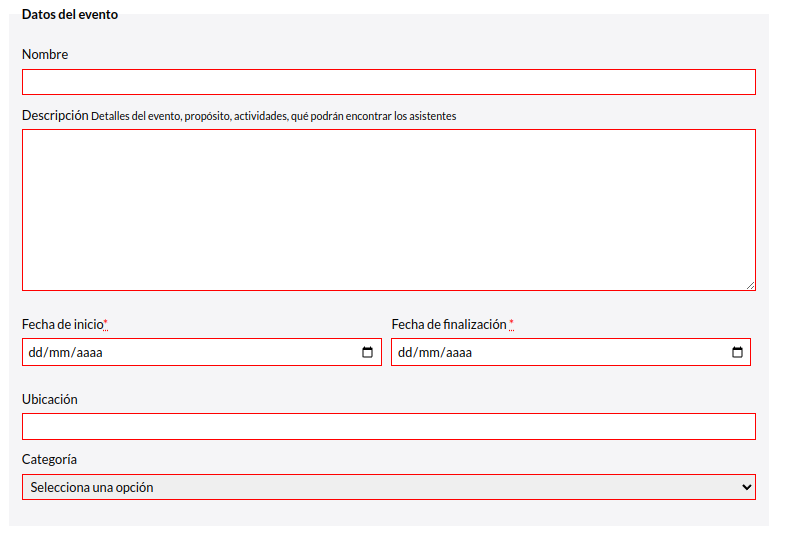 Datos del evento
Nombre
Descripción Detalles del evento, propósito, actividades, qué podrán encontrar los asistentes
Fecha de inicio* Fecha de finalización *
dd/mm/aaaa dd/mm/aaaa
Ubicación
Categoría
Selecciona una opción